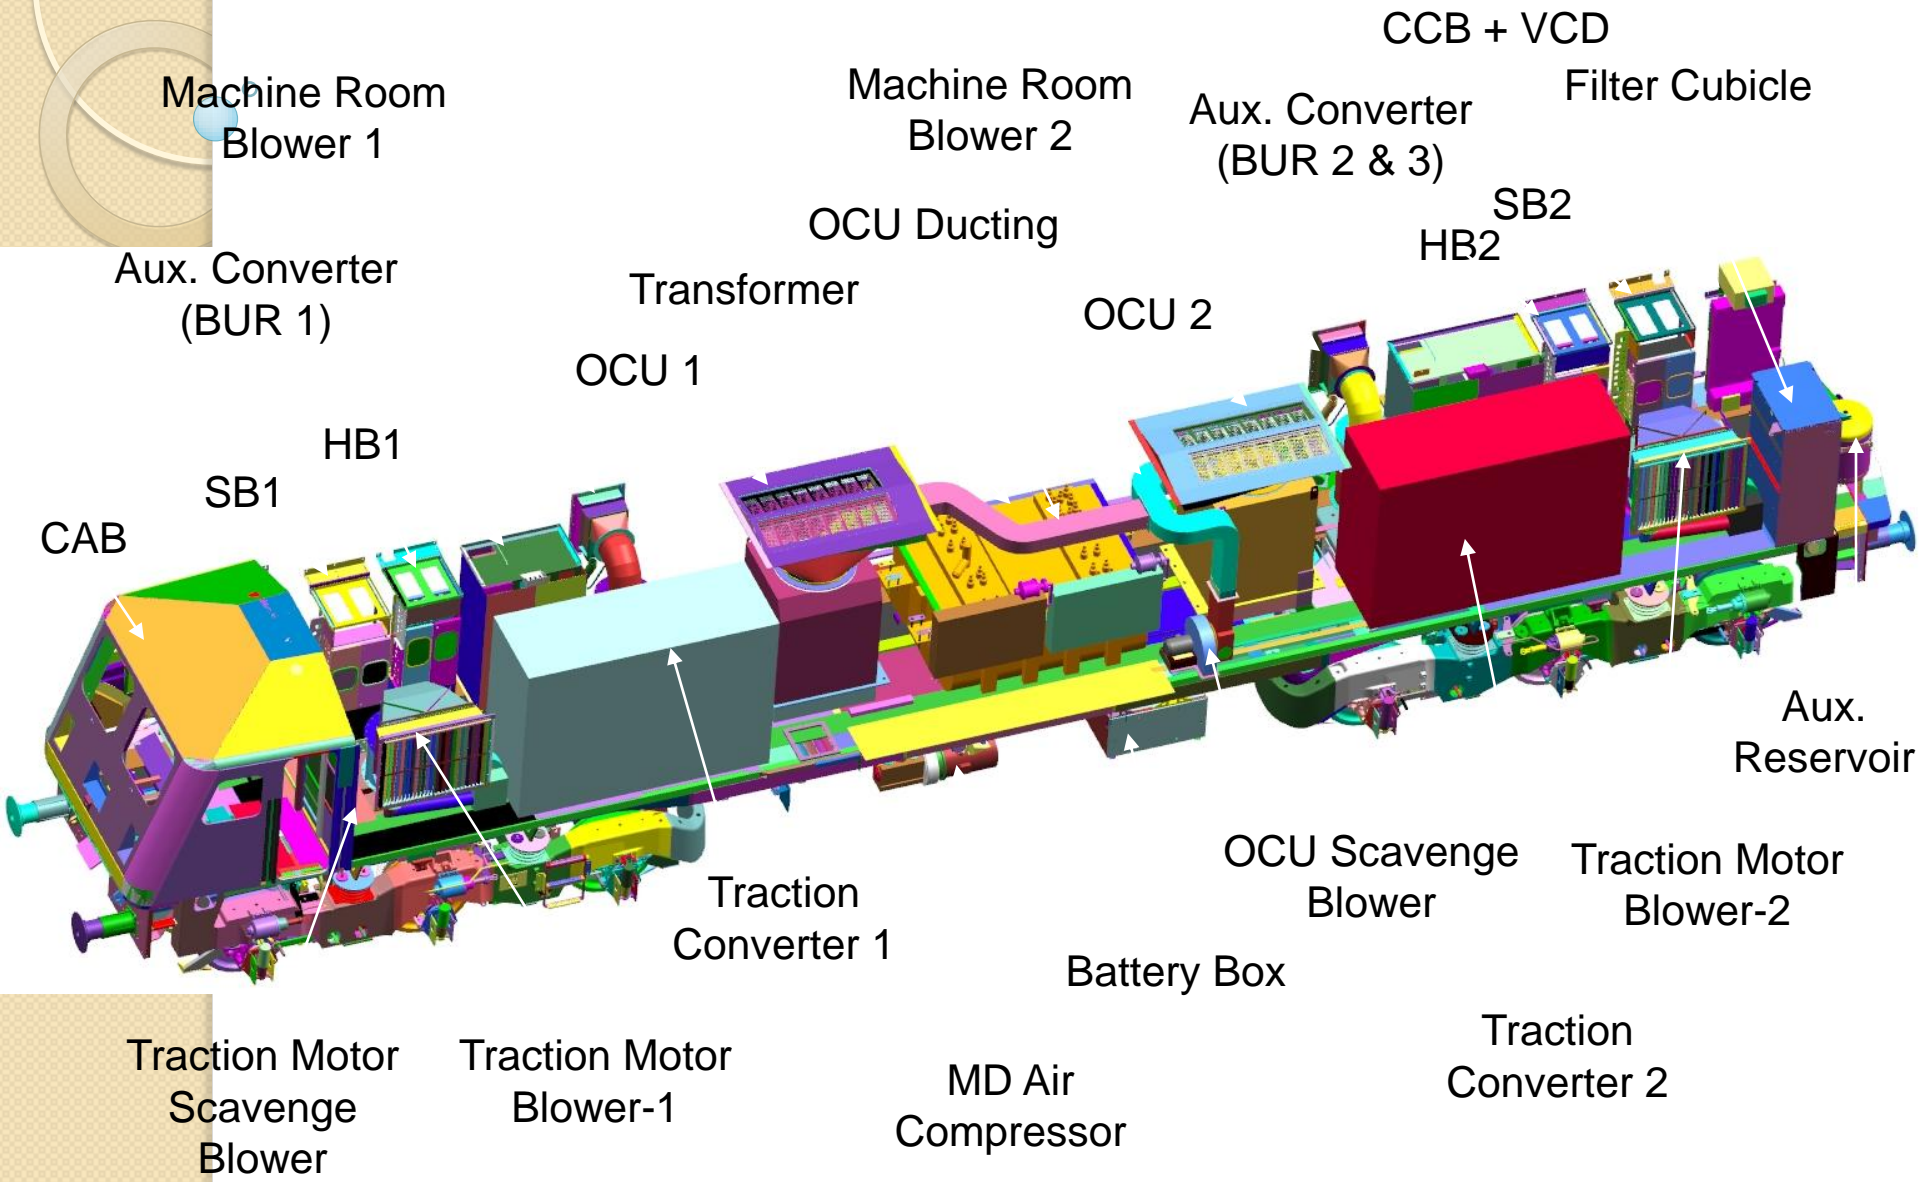 CCB + VCD
Machine Room
Blower 1
Machine Room
Blower 2
Aux. Converter
(BUR 2 & 3)
Filter Cubicle
SB2
HB2
OCU Ducting
Aux. Converter
(BUR 1)
Transformer
OCU 2
OCU 1
HB1
SB1
CAB
Aux.
Reservoir
OCU Scavenge
Blower
Traction Motor
Blower-2
Traction
Converter 1
Battery Box
Traction
Converter 2
Traction Motor
Scavenge
Blower
Traction Motor
Blower-1
MD Air
Compressor